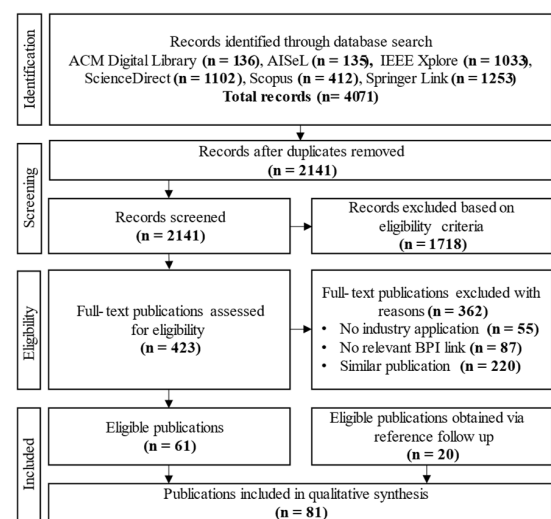 Identification
Records identified through database search
ACM Digital Library (n = 136), AISeL (n = 135), IEEE Xplore (n = 1033),
ScienceDirect (n = 1102), Scopus (n = 412), Springer Link (n = 1253)
Total records (n= 4071)
Screening
Records after duplicates removed
(n = 2141)
Records screened
(n = 2141)
Records excluded based on
eligibility criteria
(n = 1718)
Eligibility
Full-text publications assessed
for eligibility
(n = 423)
Full-text publications excluded with
reasons (n = 362)
• No industry application (n = 55)
• No relevant BPI link (n = 87)
• Similar publication (n = 220)
Included
Eligible publications
(n = 61)
Eligible publications obtained via
reference follow up
(n = 20)
Publications included in qualitative synthesis
(n = 81)